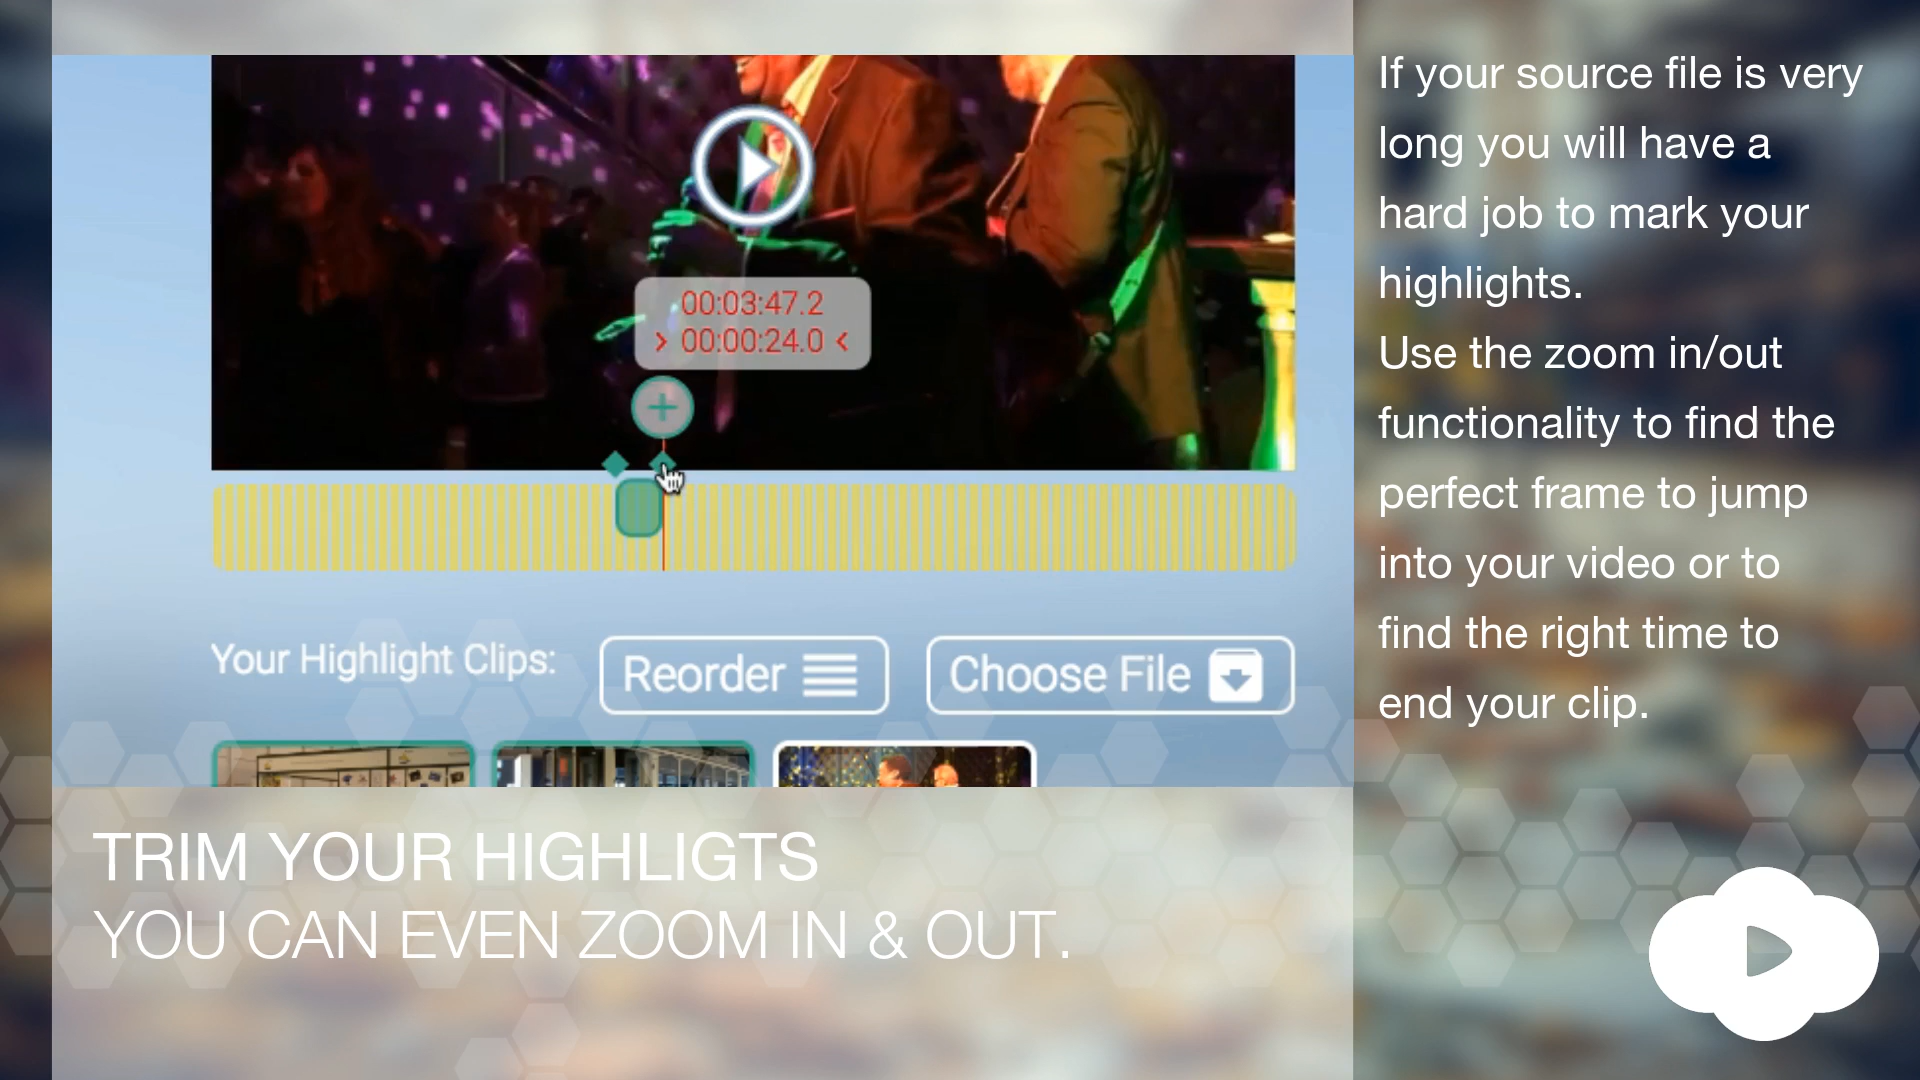 00:03:47.2
> 00:00:24.0 <
Your Highlight Clips:
Reorder
Choose File
TRIM YOUR HIGHLIGTS
YOU CAN EVEN ZOOM IN & OUT.
If your source file is very
long you will have a
hard job to mark your
highlights.
Use the zoom in/out
functionality to find the
perfect frame to jump
into your video or to
find the right time to
end your clip.